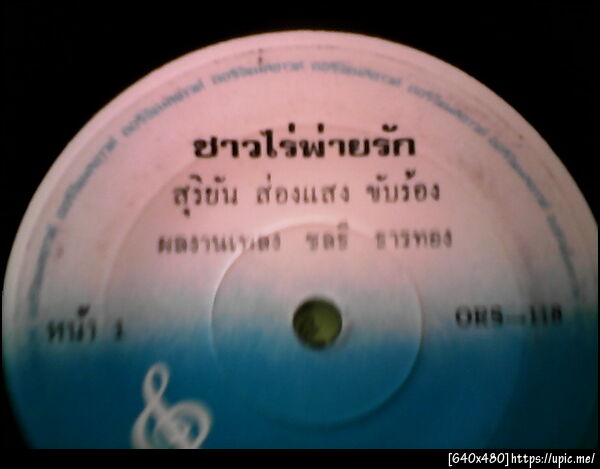 ชาวไร่พ่ายรัก
สุริยัน ส่องแสง ขับร้อง
ผลงานเพลง ชลธี ธารทอง
หน้า 1
ORS-118
[640x480]https://upic.me/